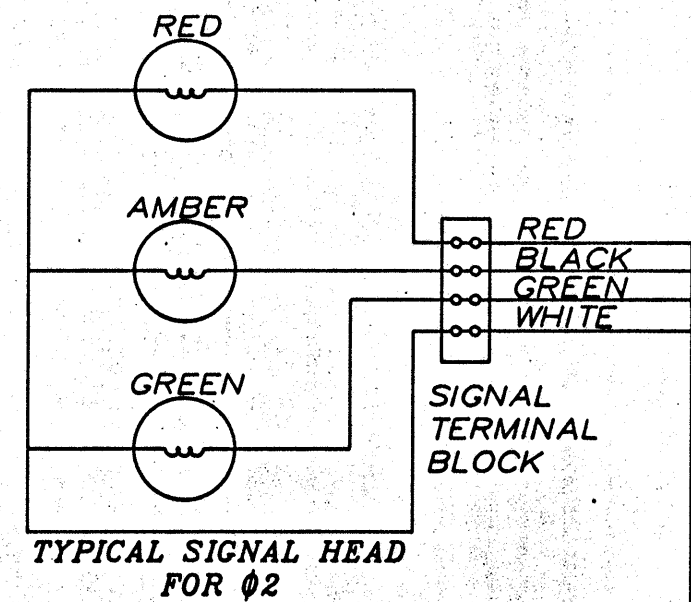 RED
AMBER
GREEN
RED
BLACK
GREEN
WHITE
SIGNAL
TERMINAL
BLOCK
TYPICAL SIGNAL HEAD
FOR ϕ2